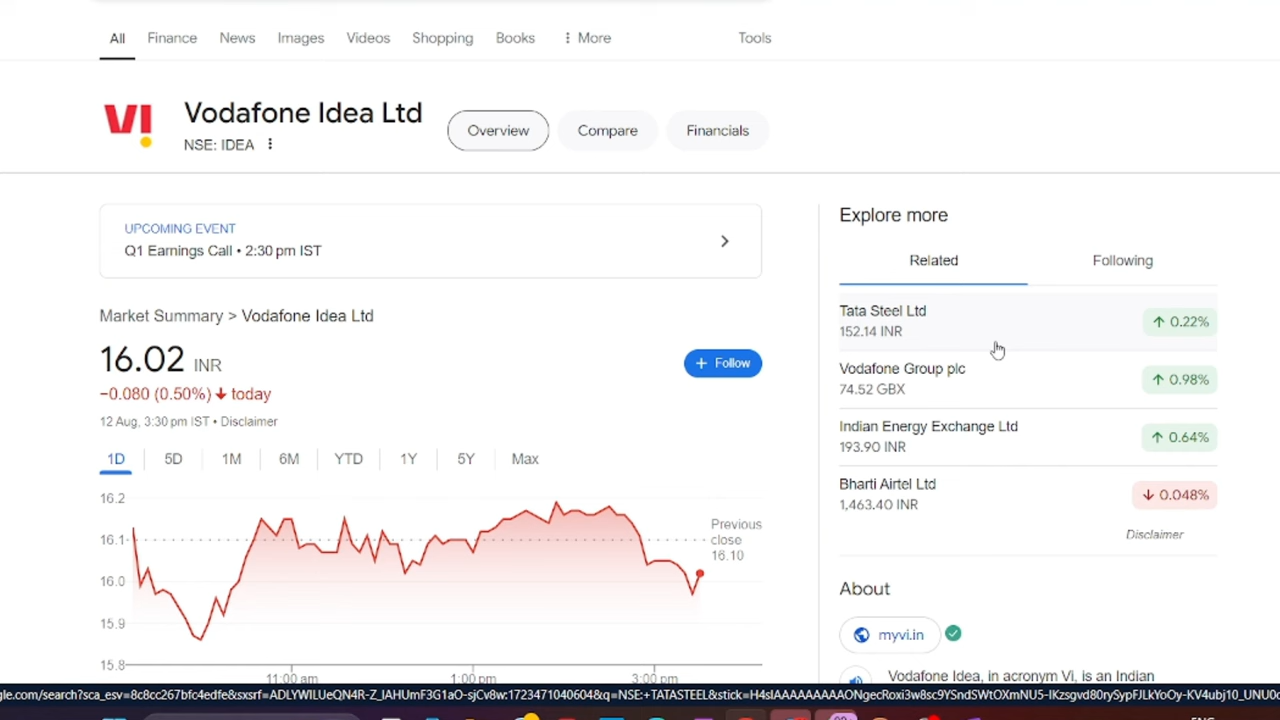 All Finance News Images Videos Shopping Books ⋮ More Tools
VI
Vodafone Idea Ltd
NSE: IDEA ⋮
Overview Compare Financials
UPCOMING EVENT
Q1 Earnings Call • 2:30 pm IST
Market Summary > Vodafone Idea Ltd
16.02 INR
−0.080 (0.50%) ↓ today
12 Aug, 3:30 pm IST • Disclaimer
+ Follow
1D 5D 1M 6M YTD 1Y 5Y Max
16.2
16.1
16.0
15.9
15.8
Previous
close
16.10
11:00 am 1:00 pm 3:00 pm
Explore more
Related Following
Tata Steel Ltd
152.14 INR
↑ 0.22%
Vodafone Group plc
74.52 GBX
↑ 0.98%
Indian Energy Exchange Ltd
193.90 INR
↑ 0.64%
Bharti Airtel Ltd
1,463.40 INR
↓ 0.048%
Disclaimer
About
myvi.in
Vodafone Idea, in acronym Vi, is an Indian